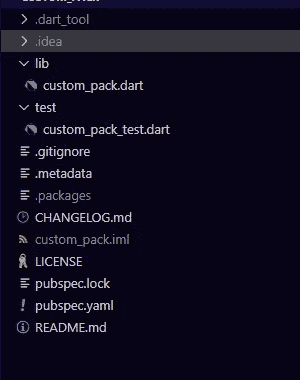 .dart_tool
.idea
lib
custom_pack.dart
test
custom_pack_test.dart
.gitignore
.metadata
.packages
CHANGELOG.md
custom_pack.iml
LICENSE
pubspec.lock
pubspec.yaml
README.md